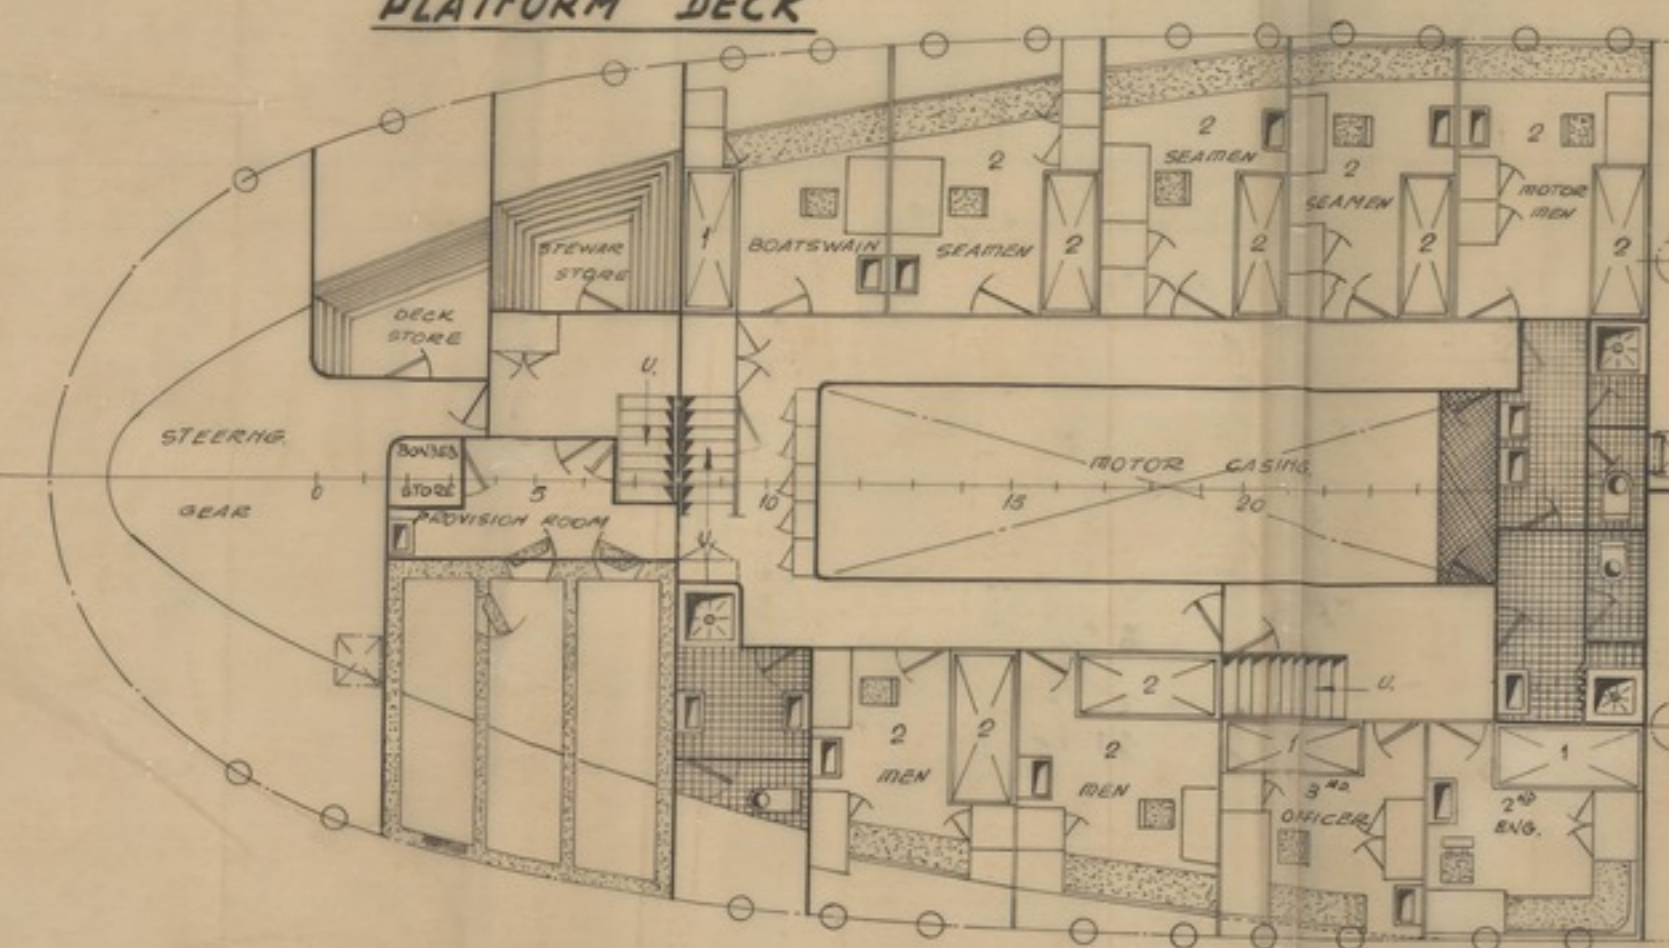 PLATFORM DECK
2
SEAMEN
2
SEAMEN
2
MOTOR
MEN
2
SEAMEN
BOATSWAIN
1
2
2
2
2
STEWAR
STORE
DECK
STORE
U.
STEERNG.
GEAR
STORE
PROVISION ROOM
0
5
10
15
20
MOTOR CASING.
U.
2
MEN
2
2
MEN
2
U.
1
3RD.
OFFICER
1
2ND
ENG.